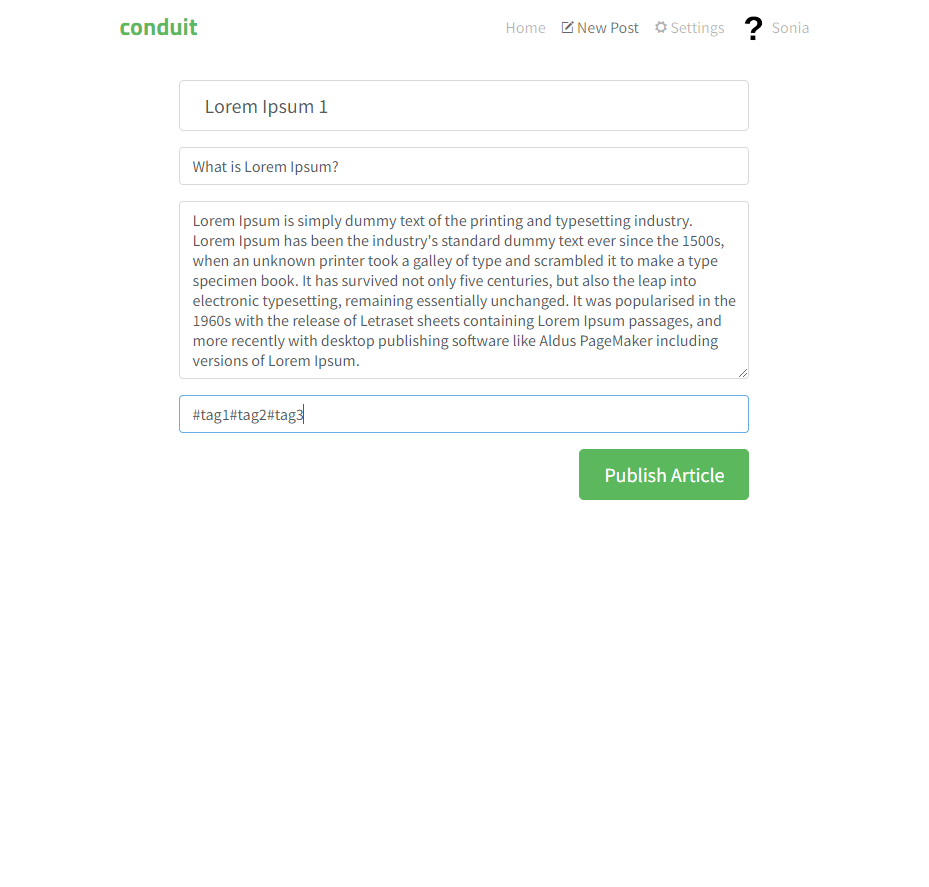 conduit
Home New Post Settings ? Sonia
Lorem Ipsum 1
What is Lorem Ipsum?
Lorem Ipsum is simply dummy text of the printing and typesetting industry.
Lorem Ipsum has been the industry's standard dummy text ever since the 1500s,
when an unknown printer took a galley of type and scrambled it to make a type
specimen book. It has survived not only five centuries, but also the leap into
electronic typesetting, remaining essentially unchanged. It was popularised in the
1960s with the release of Letraset sheets containing Lorem Ipsum passages, and
more recently with desktop publishing software like Aldus PageMaker including
versions of Lorem Ipsum.
#tag1#tag2#tag3
Publish Article